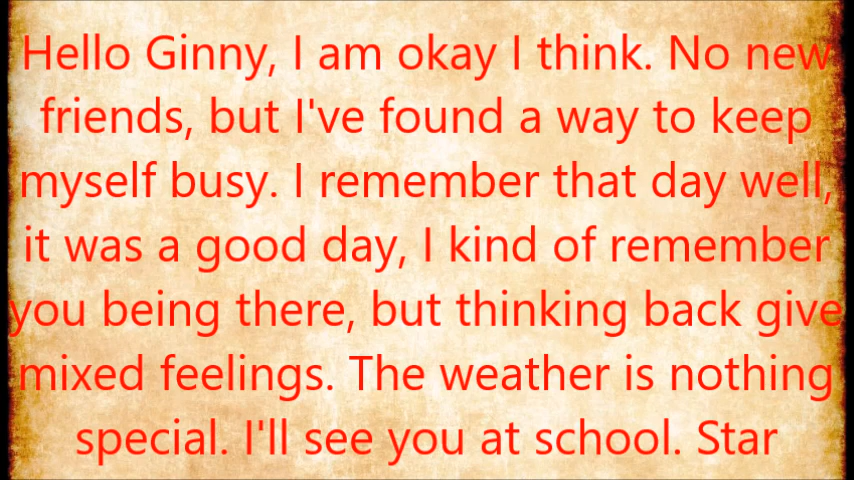 Hello Ginny, I am okay I think. No new
friends, but I've found a way to keep
myself busy. I remember that day well,
it was a good day, I kind of remember
you being there, but thinking back give
mixed feelings. The weather is nothing
special. I'll see you at school. Star